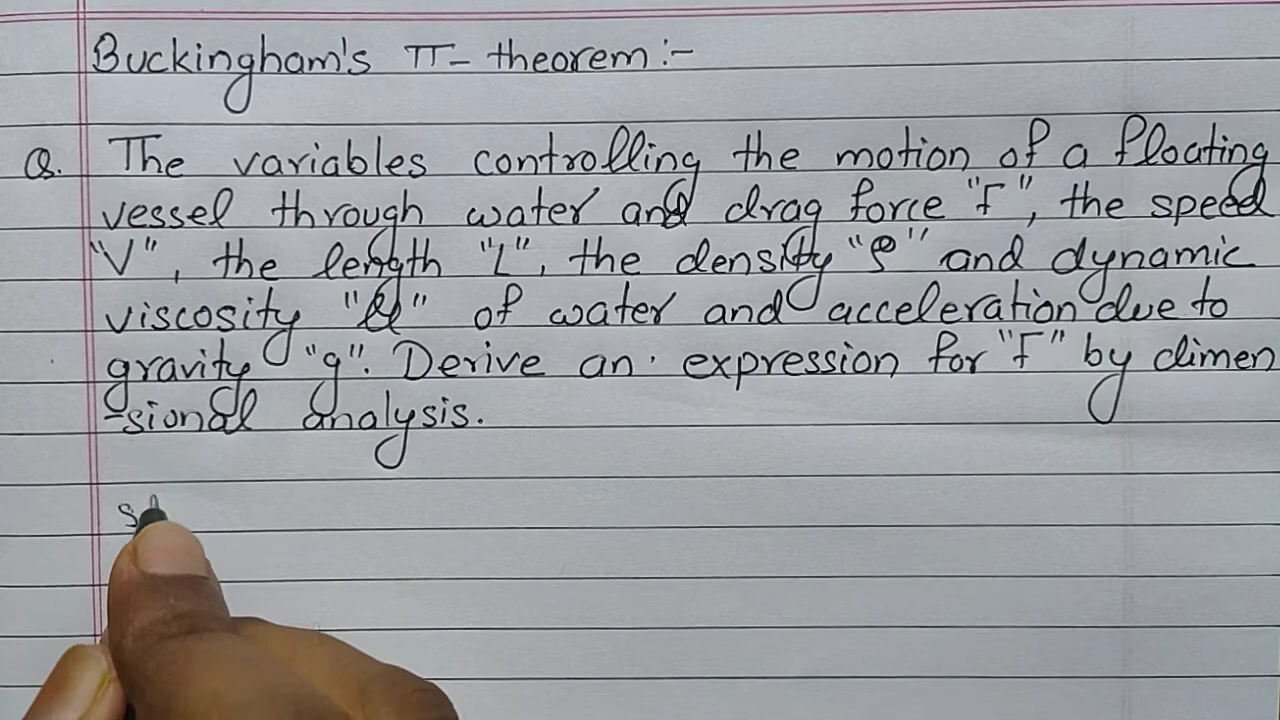 Buckingham's π- theorem :-
Q. The variables controlling the motion of a floating
vessel through water and drag force "F", the speed
"V", the length "L", the density "ρ" and dynamic
viscosity "μ" of water and acceleration due to
gravity "g". Derive an expression for "F" by dimen
-sional analysis.